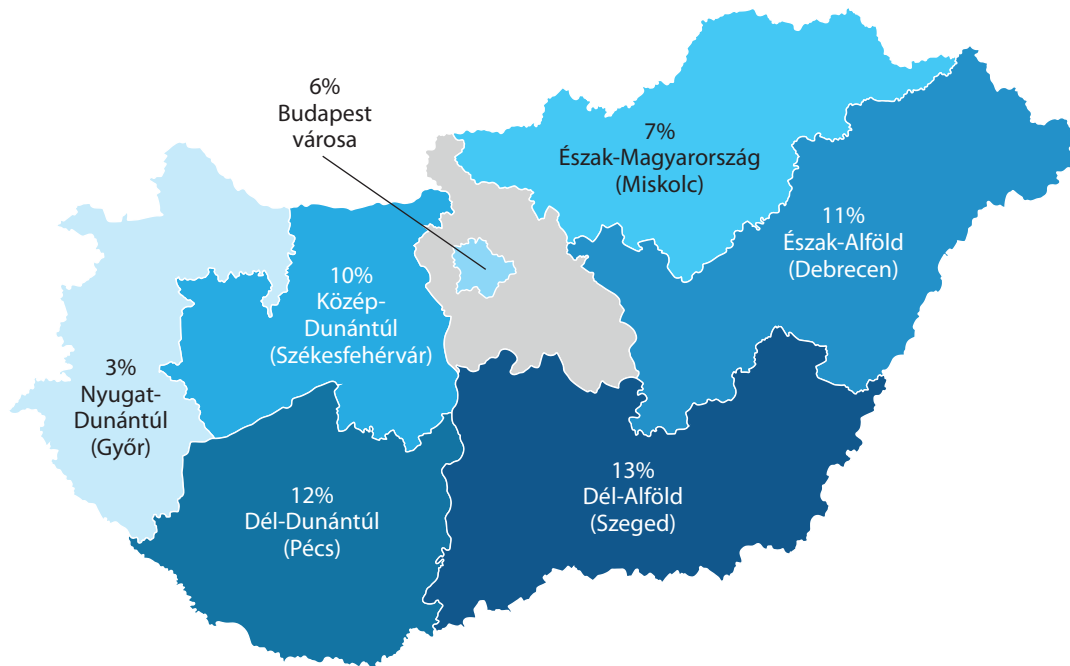 6%
Budapest
városa
7%
Észak-Magyarország
(Miskolc)
11%
Észak-Alföld
(Debrecen)
10%
Közép-
Dunántúl
(Székesfehérvár)
3%
Nyugat-
Dunántúl
(Győr)
13%
Dél-Alföld
(Szeged)
12%
Dél-Dunántúl
(Pécs)